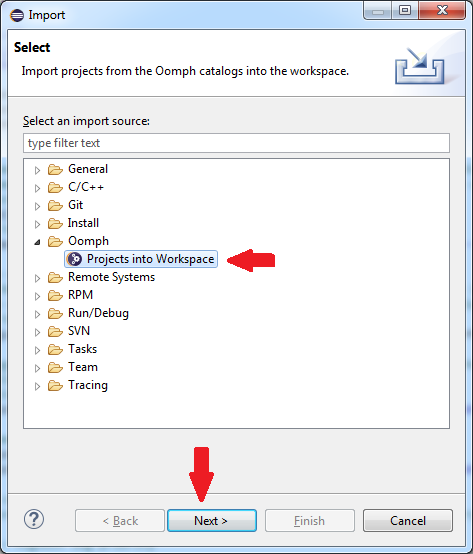 Import
Select
Import projects from the Oomph catalogs into the workspace.
Select an import source:
type filter text
General
C/C++
Git
Install
Oomph
Projects into Workspace
Remote Systems
RPM
Run/Debug
SVN
Tasks
Team
Tracing
?
< Back
Next >
Finish
Cancel